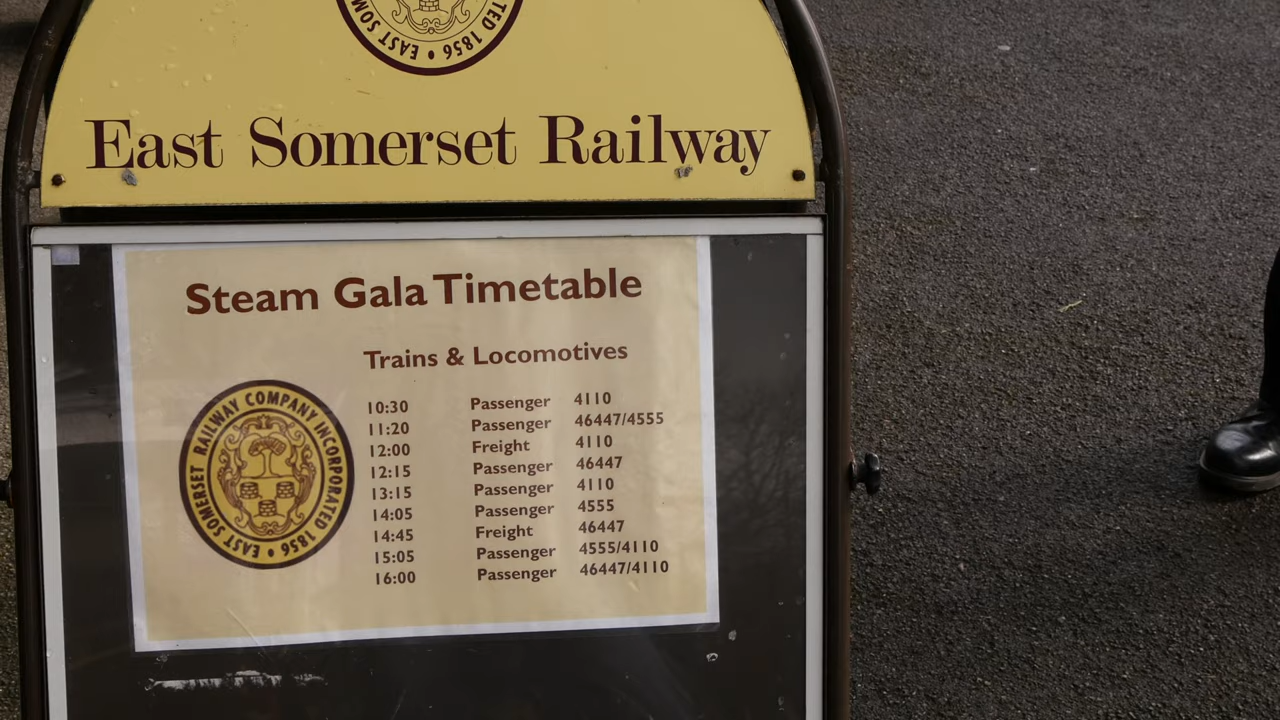 EAST SOM
TED 1856
East Somerset Railway
Steam Gala Timetable
Trains & Locomotives
EAST SOMERSET RAILWAY COMPANY INCORPORATED 1856
10:30 Passenger 4110
11:20 Passenger 46447/4555
12:00 Freight 4110
12:15 Passenger 46447
13:15 Passenger 4110
14:05 Passenger 4555
14:45 Freight 46447
15:05 Passenger 4555/4110
16:00 Passenger 46447/4110